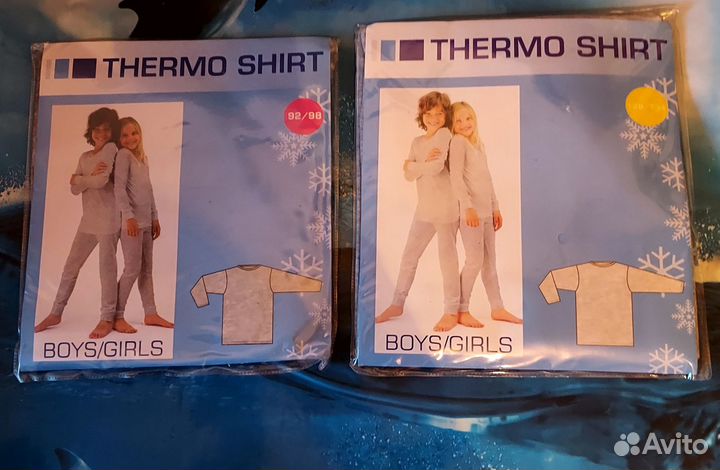 THERMO SHIRT
92/98
BOYS/GIRLS
THERMO SHIRT
BOYS/GIRLS
Avito